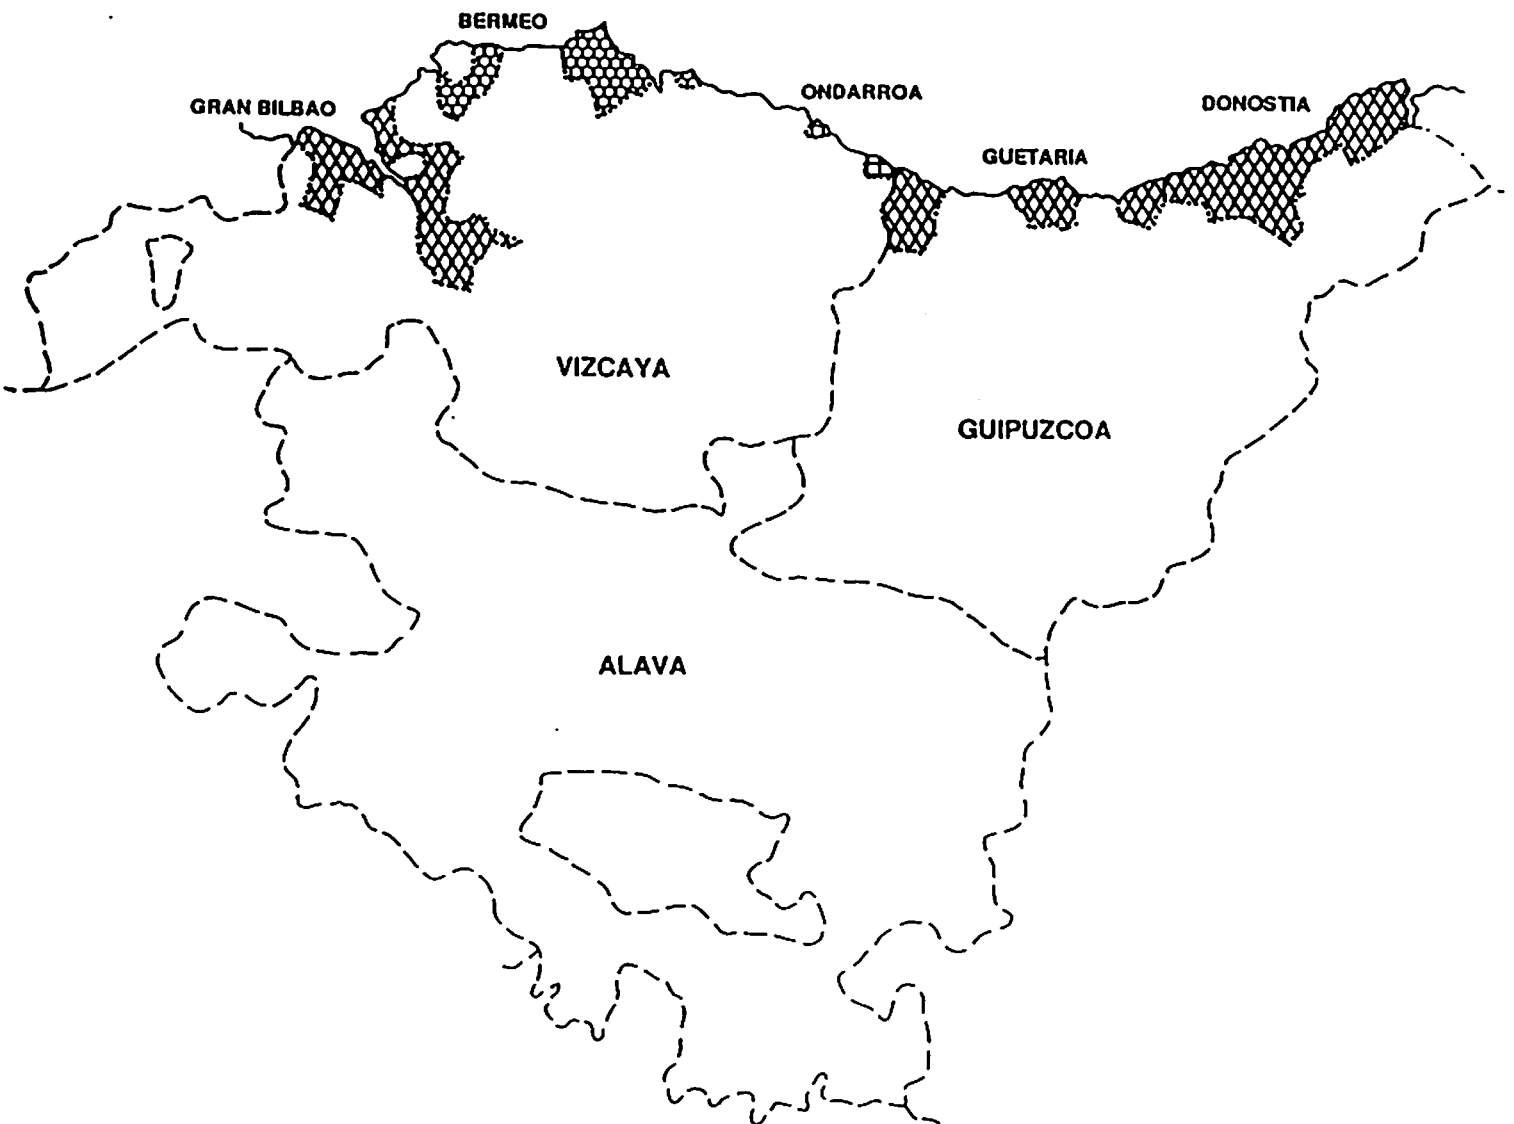 BERMEO
GRAN BILBAO
ONDARROA
DONOSTIA
GUETARIA
VIZCAYA
GUIPUZCOA
ALAVA